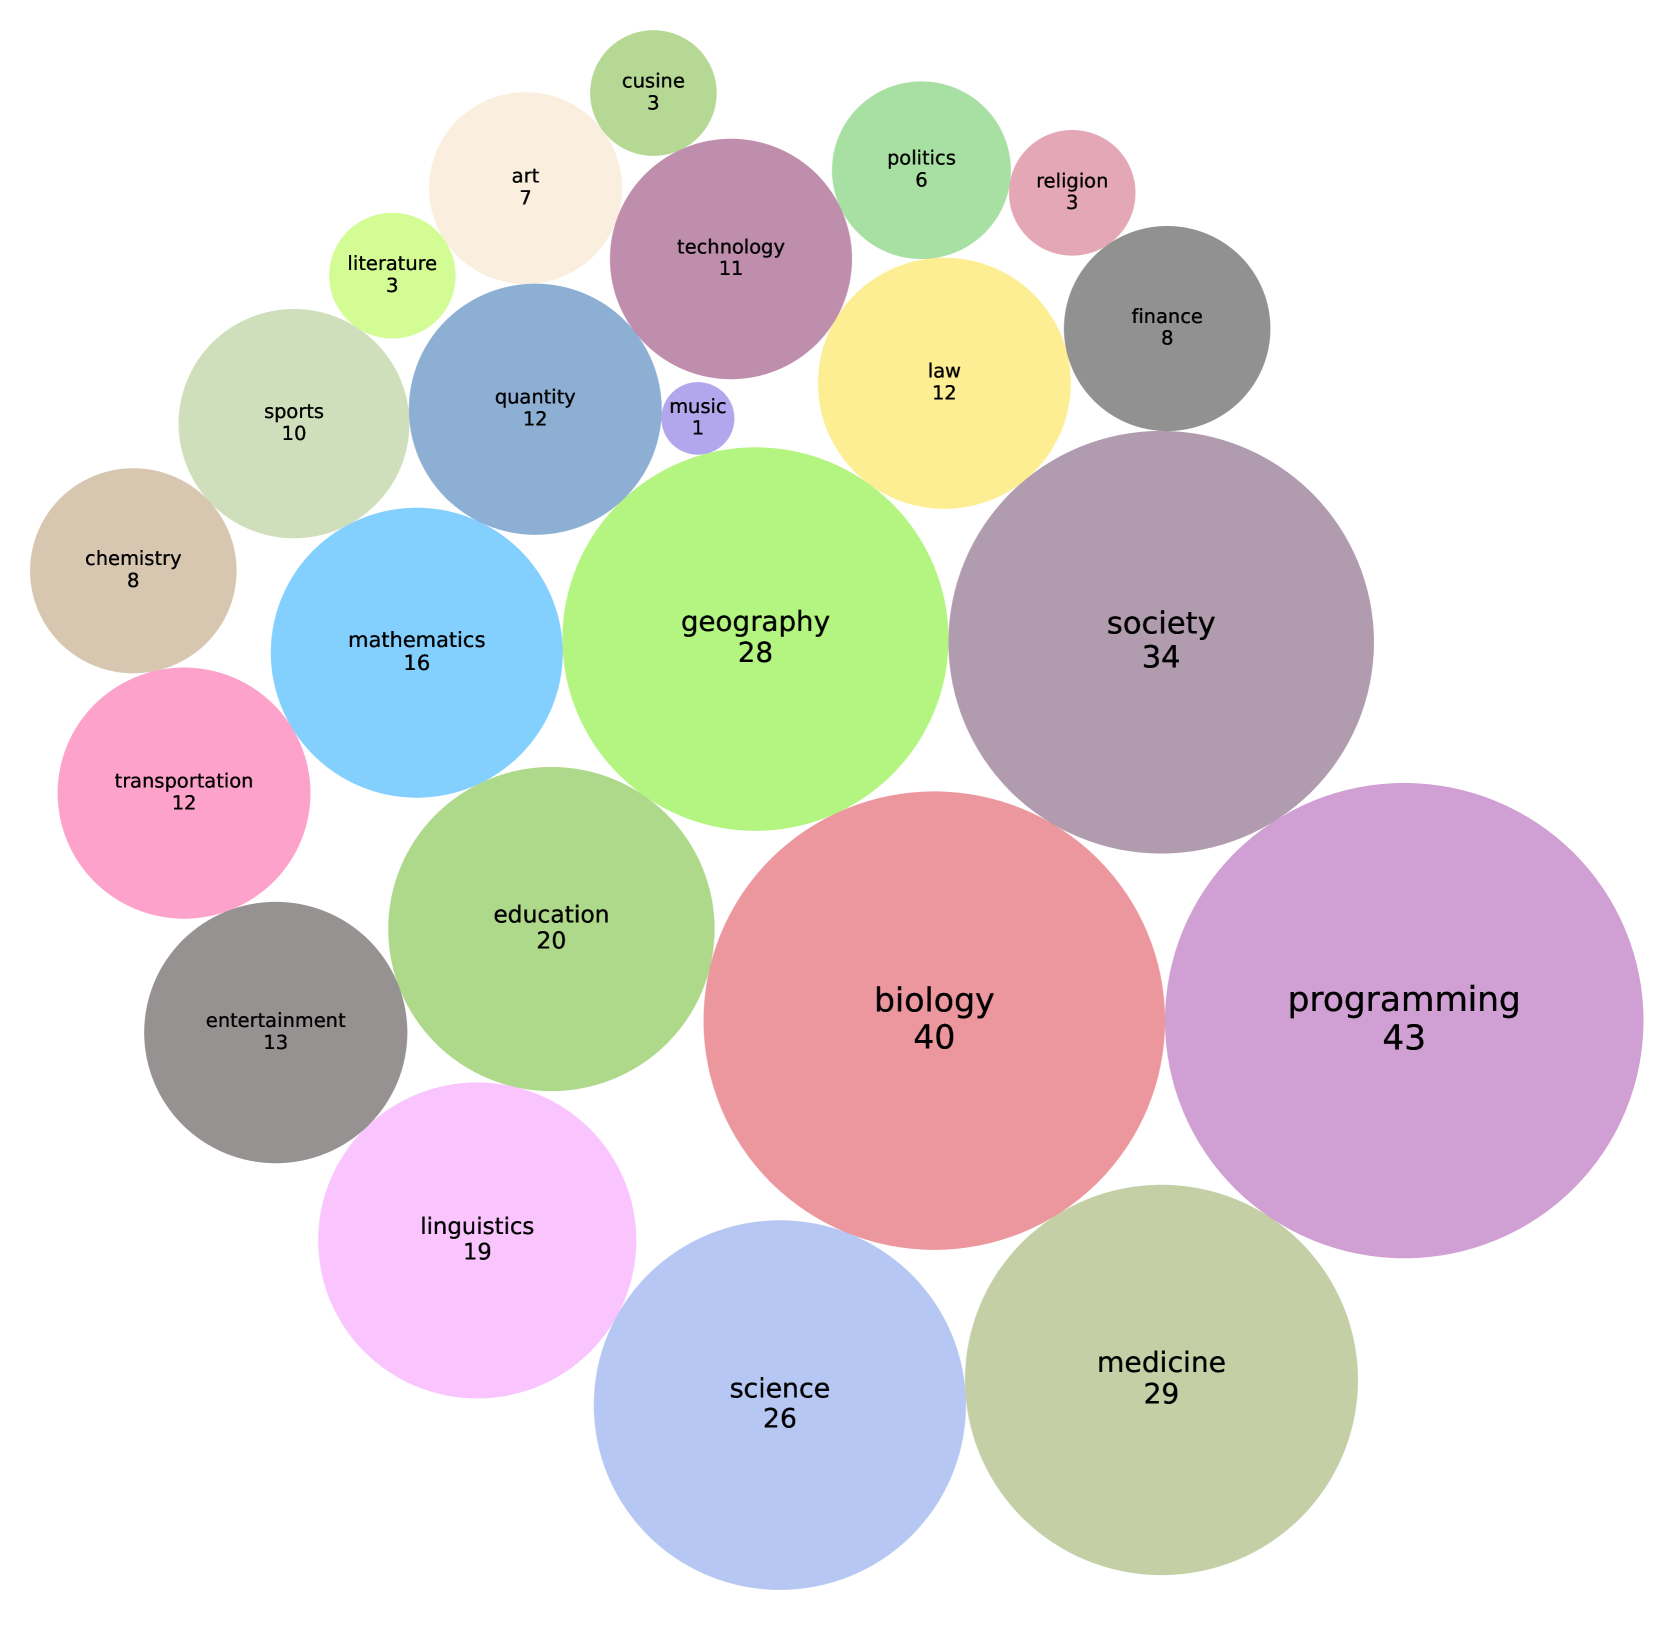 cusine
3
politics
6
art
7
religion
3
technology
11
literature
3
finance
8
law
12
quantity
12
music
1
sports
10
chemistry
8
geography
28
society
34
mathematics
16
transportation
12
education
20
biology
40
programming
43
entertainment
13
linguistics
19
medicine
29
science
26